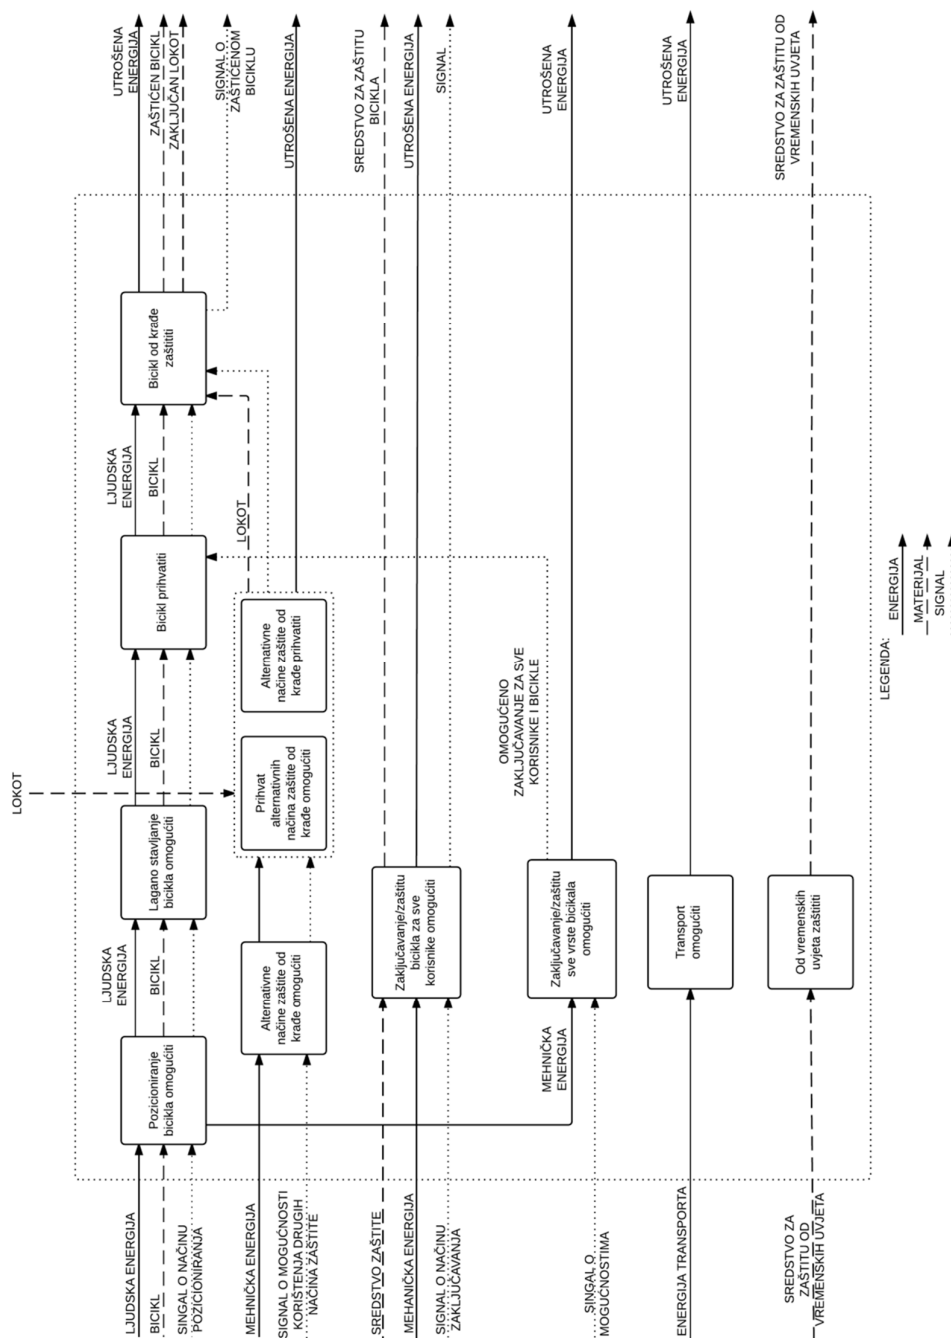 UTROŠENA
ENERGIJA
ZAŠTIĆEN BICIKL
ZAKLJUČAN LOKOT
SIGNAL O
ZAŠTIĆENOM
BICIKLU
UTROŠENA ENERGIJA
SREDSTVO ZA ZAŠTITU
BICIKLA
UTROŠENA ENERGIJA
SIGNAL
UTROŠENA
ENERGIJA
UTROŠENA
ENERGIJA
SREDSTVO ZA ZAŠTITU OD
VREMENSKIH UVJETA
Bicikl od krađe
zaštititi
LJUDSKA
ENERGIJA
BICIKL
LOKOT
Bicikl prihvatiti
Alternativne
načine zaštite od
krađe prihvatiti
LJUDSKA
ENERGIJA
BICIKL
LOKOT
Prihvat
alternativnih
načina zaštite od
krađe omogućiti
OMOGUĆENO
ZAKLJUČAVANJE ZA SVE
KORISNIKE I BICIKLE
Lagano stavljanje
bicikla omogućiti
LJUDSKA
ENERGIJA
BICIKL
Alternativne
načine zaštite od
krađe omogućiti
Zaključavanje/zaštitu
bicikla za sve
korisnike omogućiti
Zaključavanje/zaštitu
sve vrste bicikala
omogućiti
Transport
omogućiti
Od vremenskih
uvjeta zaštititi
Pozicioniranje
bicikla omogućiti
MEHNIČKA
ENERGIJA
LJUDSKA ENERGIJA
BICIKL
SINGAL O NAČINU
POZICIONIRANJA
MEHNIČKA ENERGIJA
SIGNAL O MOGUĆNOSTI
KORIŠTENJA DRUGIH
NAČINA ZAŠTITE
SREDSTVO ZAŠTITE
MEHANIČKA ENERGIJA
SIGNAL O NAČINU
ZAKLJUČAVANJA
SINGAL O
MOGUĆNOSTIMA
ENERGIJA TRANSPORTA
SREDSTVO ZA
ZAŠTITU OD
VREMENSKIH UVJETA
LEGENDA:
ENERGIJA
MATERIJAL
SIGNAL